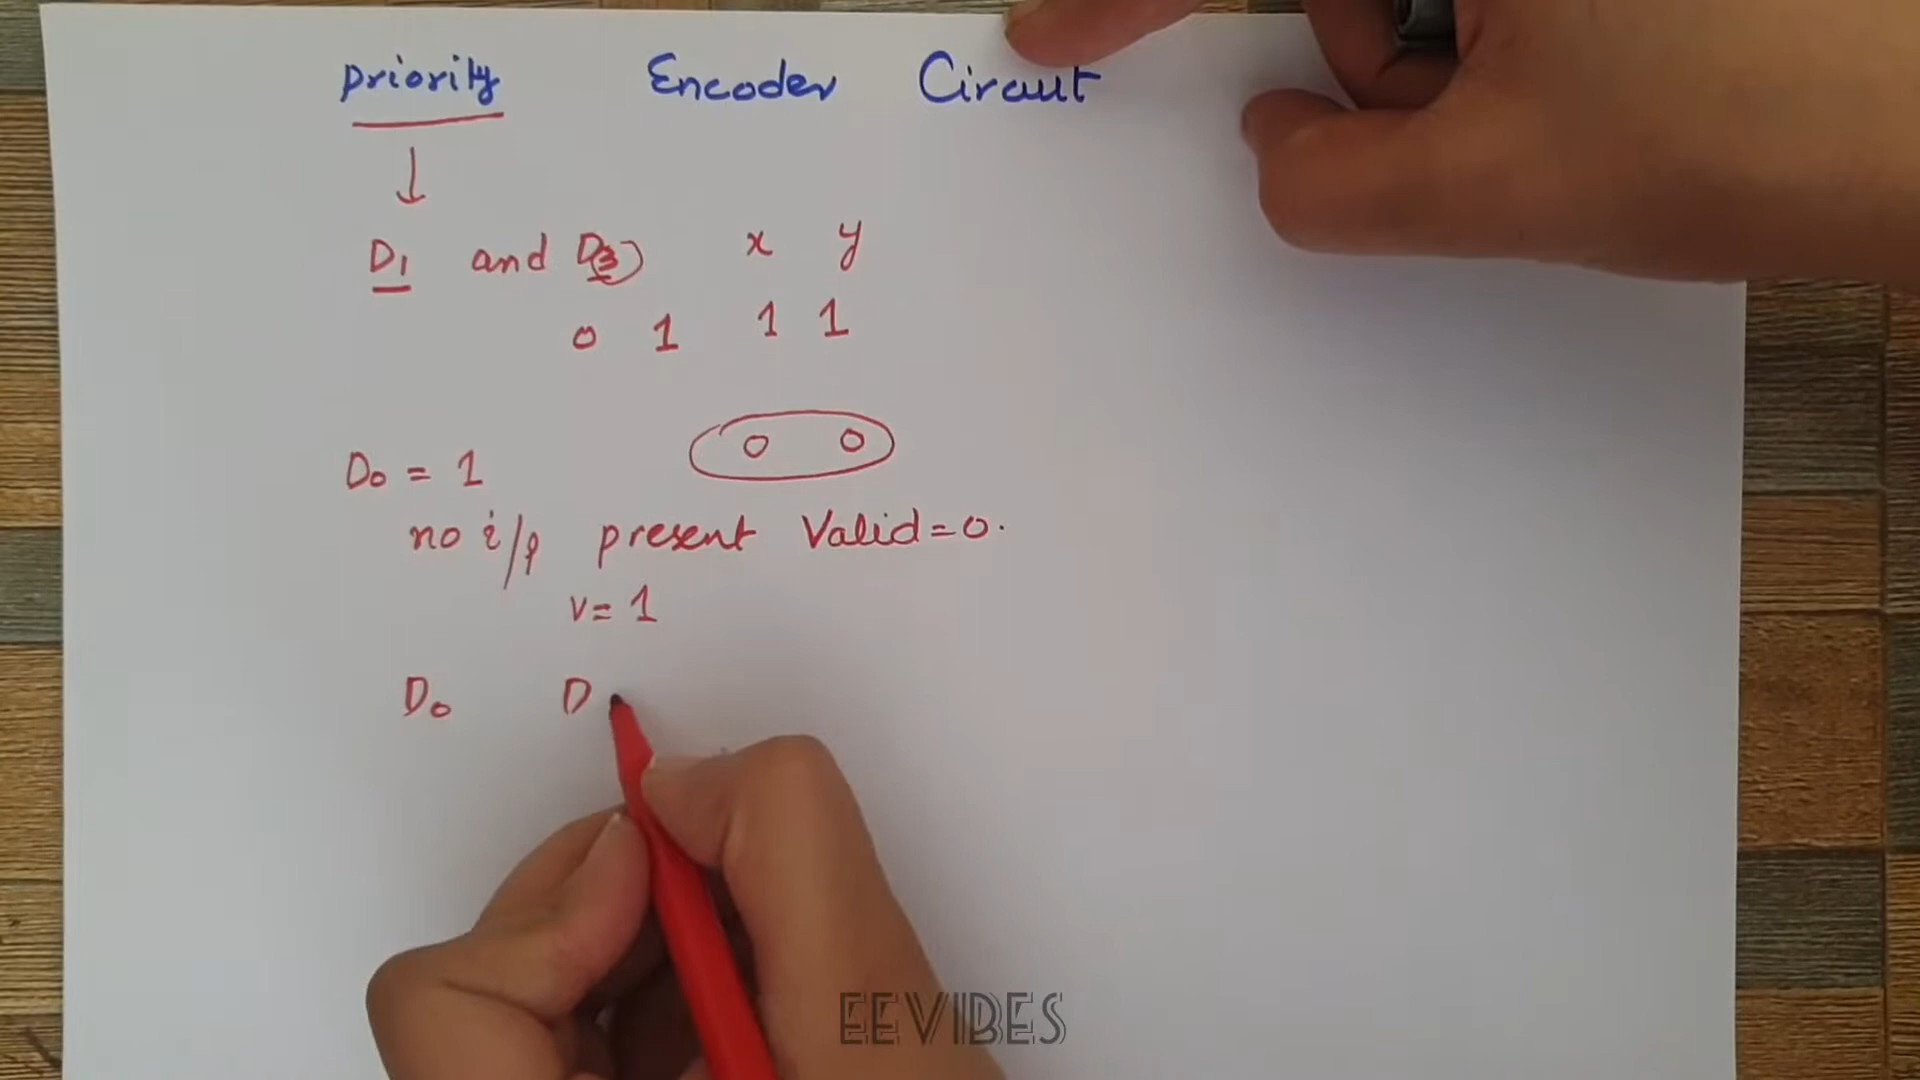 priority Encoder Circuit
↓
D1 and D3 x y
0 1 1 1
0 0
D0 = 1
no i/p present Valid=0.
v= 1
D0 D
EEVIBES